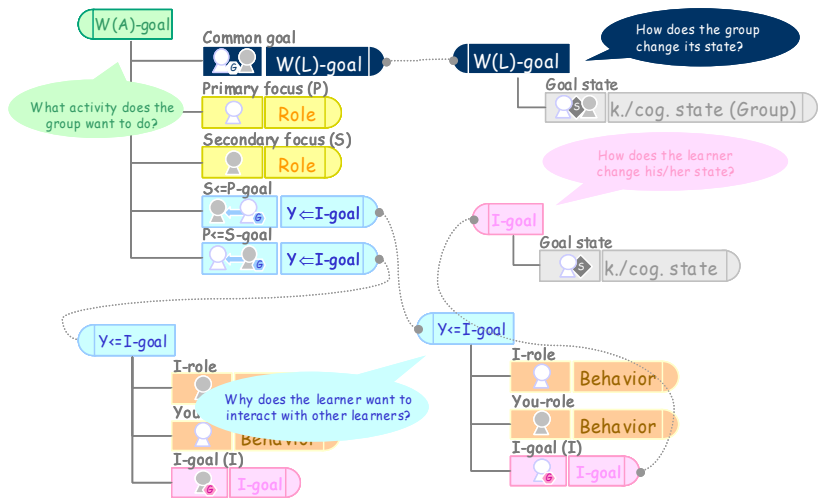 W(A)-goal
Common goal
G
W(L)-goal
W(L)-goal
How does the group
change its state?
Goal state
S
k./cog. state (Group)
What activity does the
group want to do?
Primary focus (P)
Role
Secondary focus (S)
Role
How does the learner
change his/her state?
S<=P-goal
G
Y⇐I-goal
I-goal
P<=S-goal
G
Y⇐I-goal
Goal state
S
k./cog. state
Y<=I-goal
Y<=I-goal
I-role
I-role
Behavior
Why does the learner want to
interact with other learners?
You-role
Behavior
You
Behavior
I-goal (I)
G
I-goal
I-goal (I)
G
I-goal